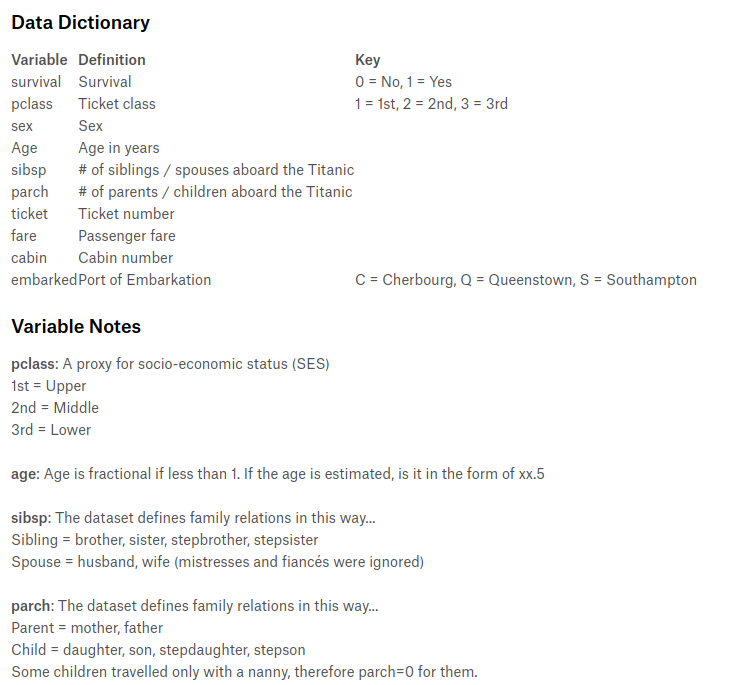 Data Dictionary
Variable Definition Key
survival Survival 0 = No, 1 = Yes
pclass Ticket class 1 = 1st, 2 = 2nd, 3 = 3rd
sex Sex
Age Age in years
sibsp # of siblings / spouses aboard the Titanic
parch # of parents / children aboard the Titanic
ticket Ticket number
fare Passenger fare
cabin Cabin number
embarked Port of Embarkation C = Cherbourg, Q = Queenstown, S = Southampton
Variable Notes
pclass: A proxy for socio-economic status (SES)
1st = Upper
2nd = Middle
3rd = Lower
age: Age is fractional if less than 1. If the age is estimated, is it in the form of xx.5
sibsp: The dataset defines family relations in this way...
Sibling = brother, sister, stepbrother, stepsister
Spouse = husband, wife (mistresses and fiancés were ignored)
parch: The dataset defines family relations in this way...
Parent = mother, father
Child = daughter, son, stepdaughter, stepson
Some children travelled only with a nanny, therefore parch=0 for them.